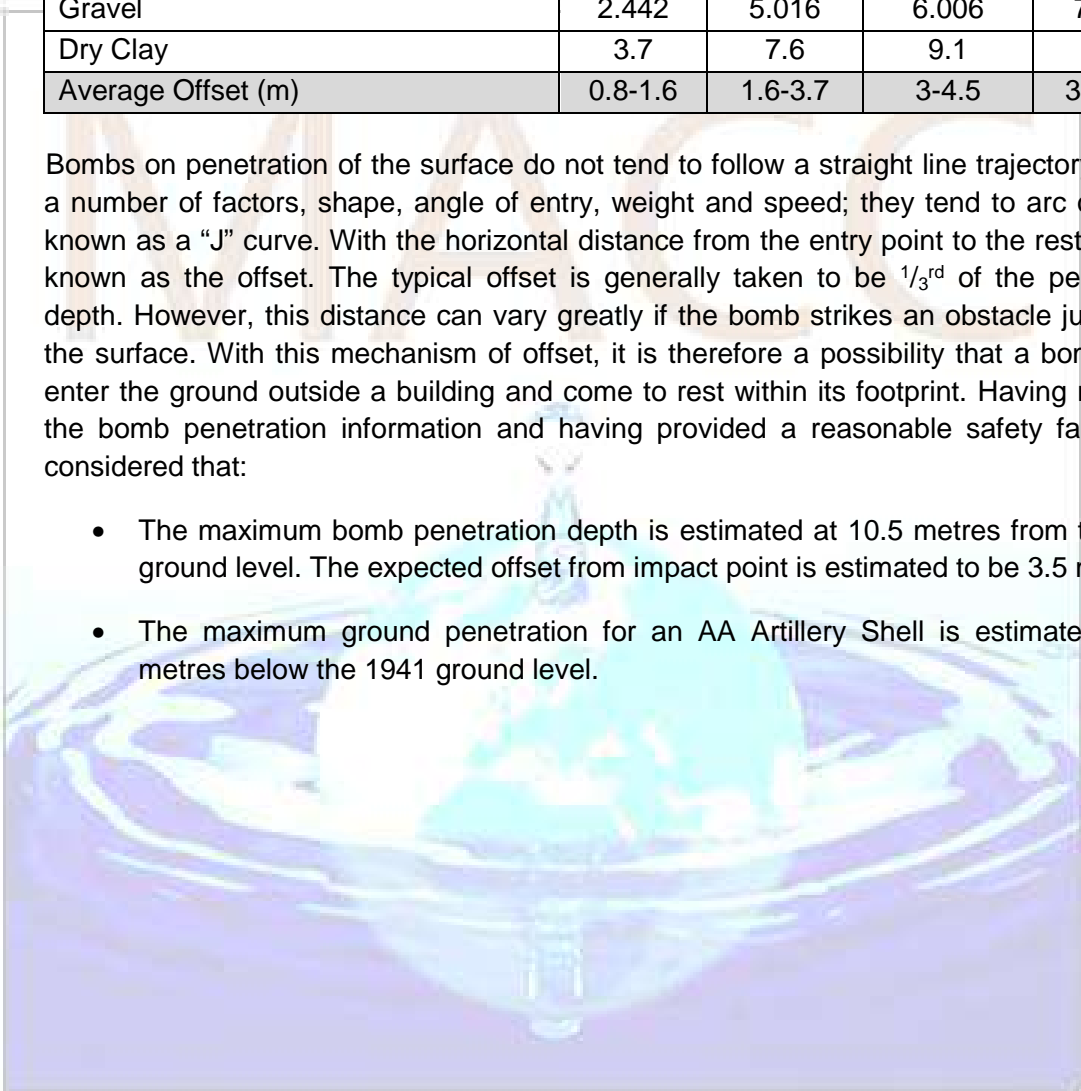 Gravel 2.442 5.016 6.006 7
Dry Clay 3.7 7.6 9.1
Average Offset (m) 0.8-1.6 1.6-3.7 3-4.5 3
Bombs on penetration of the surface do not tend to follow a straight line trajectory
a number of factors, shape, angle of entry, weight and speed; they tend to arc
known as a “J” curve. With the horizontal distance from the entry point to the rest
known as the offset. The typical offset is generally taken to be 1/3rd of the pe
depth. However, this distance can vary greatly if the bomb strikes an obstacle ju
the surface. With this mechanism of offset, it is therefore a possibility that a
enter the ground outside a building and come to rest within its footprint. Having
the bomb penetration information and having provided a reasonable safety fa
considered that:
• The maximum bomb penetration depth is estimated at 10.5 metres from
ground level. The expected offset from impact point is estimated to be 3.5
• The maximum ground penetration for an AA Artillery Shell is estimate
metres below the 1941 ground level.
MACC